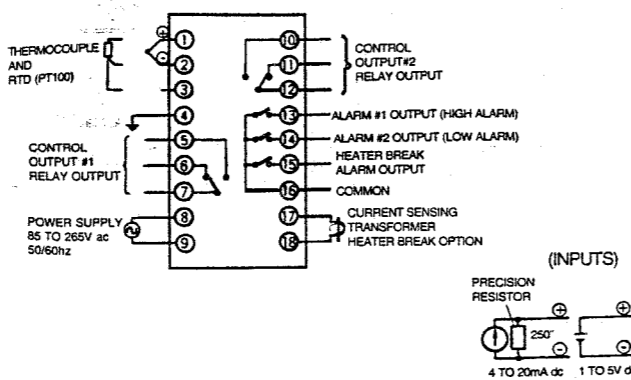 THERMOCOUPLE
AND
RTD (PT100)
⊕
⊖
1
2
3
4
CONTROL
OUTPUT #1
RELAY OUTPUT
5
6
7
POWER SUPPLY
85 TO 265V ac
50/60hz
8
9
10
11
12
CONTROL
OUTPUT#2
RELAY OUTPUT
13 ALARM #1 OUTPUT (HIGH ALARM)
14 ALARM #2 OUTPUT (LOW ALARM)
15 HEATER BREAK
ALARM OUTPUT
16 COMMON
17 CURRENT SENSING
TRANSFORMER
18 HEATER BREAK OPTION
(INPUTS)
PRECISION
RESISTOR
250
⊕
⊖
⊕
⊖
4 TO 20mA dc
1 TO 5V d